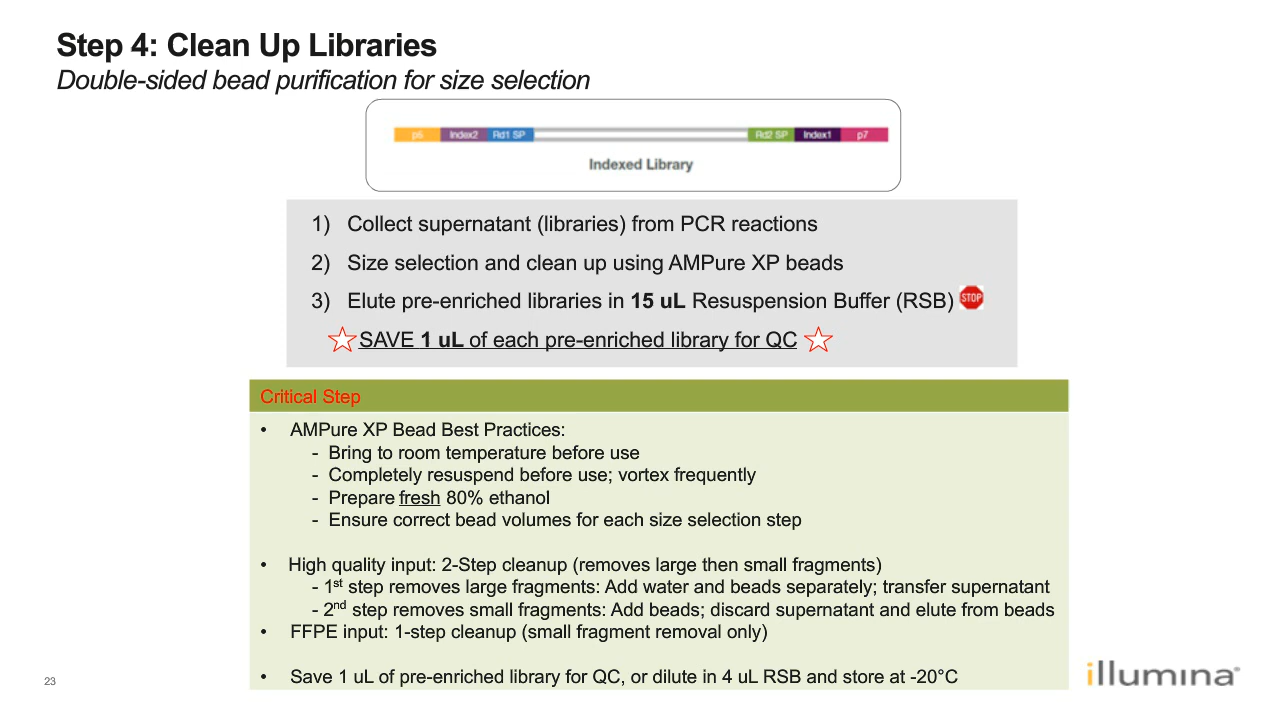 Step 4: Clean Up Libraries
Double-sided bead purification for size selection
p5 Index2 Rd1 SP Rd2 SP Index1 p7
Indexed Library
1) Collect supernatant (libraries) from PCR reactions
2) Size selection and clean up using AMPure XP beads
3) Elute pre-enriched libraries in 15 uL Resuspension Buffer (RSB) STOP
SAVE 1 uL of each pre-enriched library for QC
Critical Step
• AMPure XP Bead Best Practices:
- Bring to room temperature before use
- Completely resuspend before use; vortex frequently
- Prepare fresh 80% ethanol
- Ensure correct bead volumes for each size selection step
• High quality input: 2-Step cleanup (removes large then small fragments)
- 1st step removes large fragments: Add water and beads separately; transfer supernatant
- 2nd step removes small fragments: Add beads; discard supernatant and elute from beads
• FFPE input: 1-step cleanup (small fragment removal only)
• Save 1 uL of pre-enriched library for QC, or dilute in 4 uL RSB and store at -20°C
23
illumina®